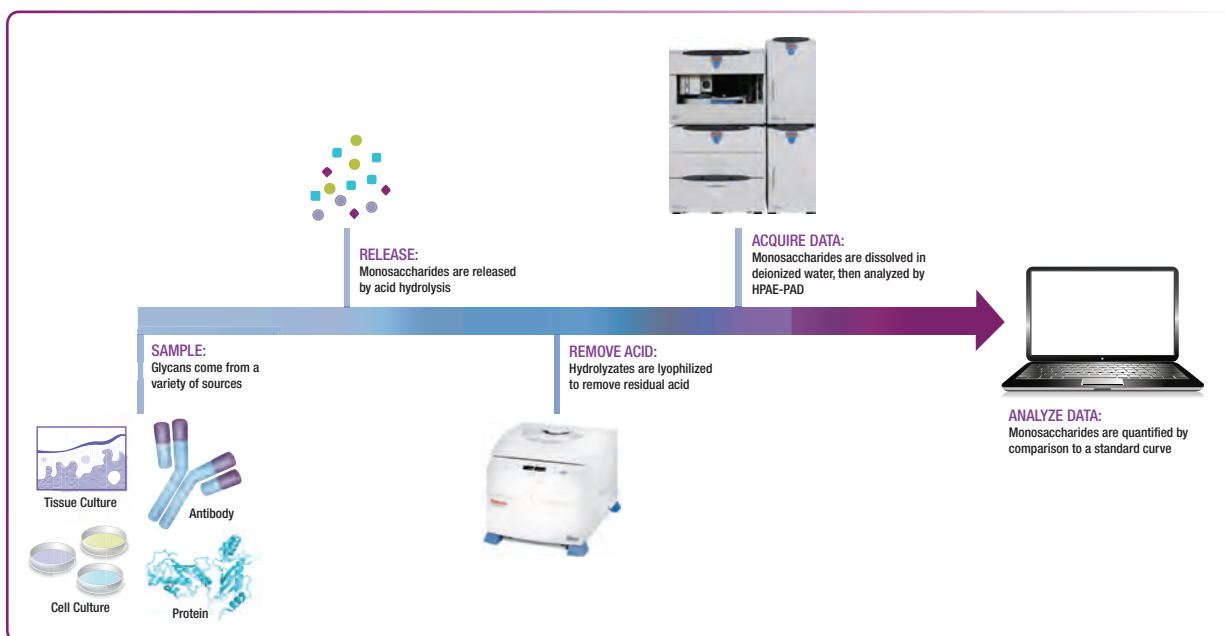 RELEASE:
Monosaccharides are released
by acid hydrolysis
ACQUIRE DATA:
Monosaccharides are dissolved in
deionized water, then analyzed by
HPAE-PAD
SAMPLE:
Glycans come from a
variety of sources
REMOVE ACID:
Hydrolyzates are lyophilized
to remove residual acid
ANALYZE DATA:
Monosaccharides are quantified by
comparison to a standard curve
Tissue Culture
Antibody
Cell Culture
Protein